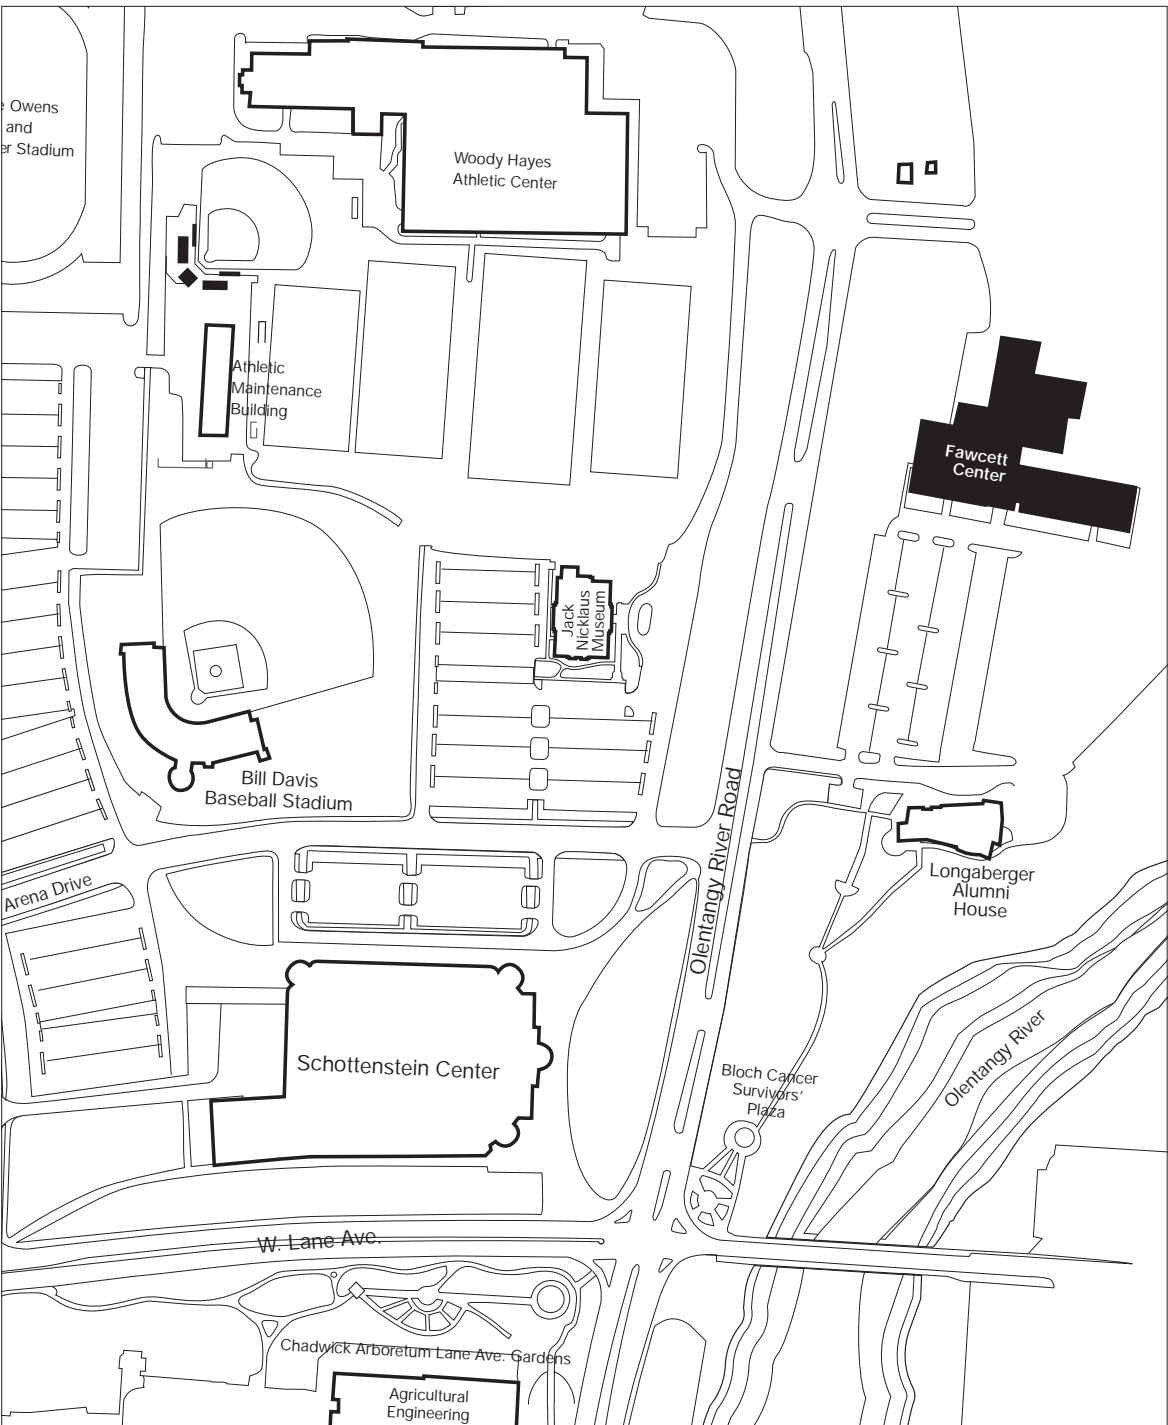 Owens
and
Stadium
Woody Hayes
Athletic Center
Athletic
Maintenance
Building
Fawcett
Center
Jack
Nicklaus
Museum
Bill Davis
Baseball Stadium
Olentangy River Road
Longaberger
Alumni
House
Arena Drive
Schottenstein Center
Olentangy River
Bloch Cancer
Survivors'
Plaza
W. Lane Ave.
Chadwick Arboretum Lane Ave. Gardens
Agricultural
Engineering